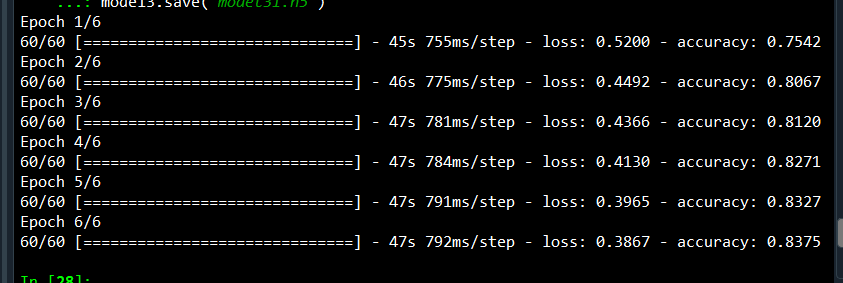 ...: model3.save('model31.h5')
Epoch 1/6
60/60 [==============================] - 45s 755ms/step - loss: 0.5200 - accuracy: 0.7542
Epoch 2/6
60/60 [==============================] - 46s 775ms/step - loss: 0.4492 - accuracy: 0.8067
Epoch 3/6
60/60 [==============================] - 47s 781ms/step - loss: 0.4366 - accuracy: 0.8120
Epoch 4/6
60/60 [==============================] - 47s 784ms/step - loss: 0.4130 - accuracy: 0.8271
Epoch 5/6
60/60 [==============================] - 47s 791ms/step - loss: 0.3965 - accuracy: 0.8327
Epoch 6/6
60/60 [==============================] - 47s 792ms/step - loss: 0.3867 - accuracy: 0.8375
In [28]: